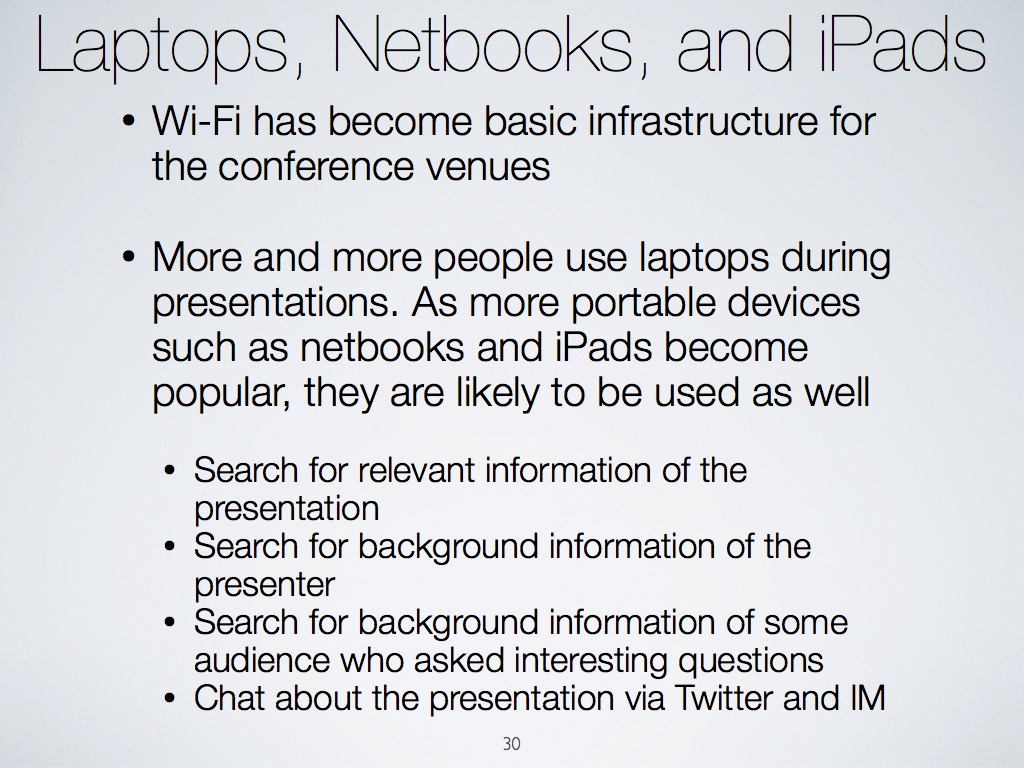 Laptops, Netbooks, and iPads
• Wi-Fi has become basic infrastructure for
the conference venues
• More and more people use laptops during
presentations. As more portable devices
such as netbooks and iPads become
popular, they are likely to be used as well
• Search for relevant information of the
presentation
• Search for background information of the
presenter
• Search for background information of some
audience who asked interesting questions
• Chat about the presentation via Twitter and IM
30